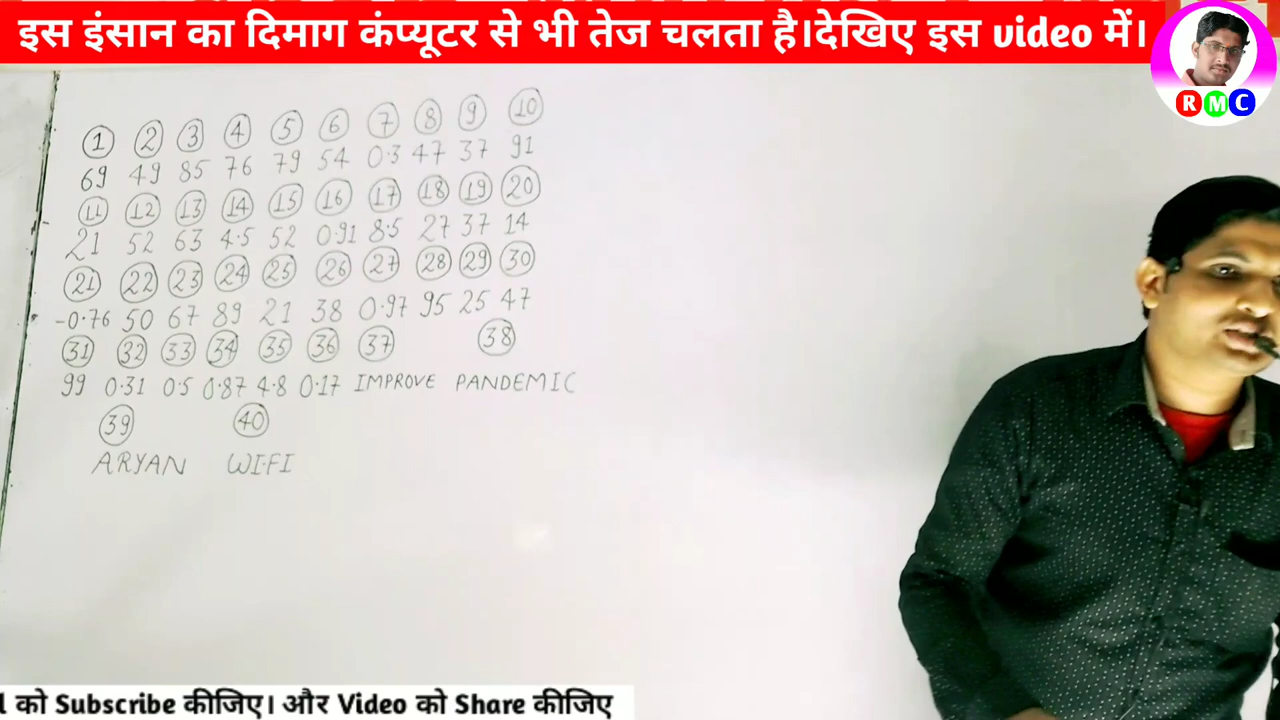 इस इंसान का दिमाग कंप्यूटर से भी तेज चलता है।देखिए इस video में।
R M C
1 2 3 4 5 6 7 8 9 10
69 49 85 76 79 54 0.3 47 37 91
11 12 13 14 15 16 17 18 19 20
21 52 63 4.5 52 0.91 8.5 27 37 14
21 22 23 24 25 26 27 28 29 30
-0.76 50 67 89 21 38 0.97 95 25 47
31 32 33 34 35 36 37 38
99 0.31 0.5 0.87 4.8 0.17 IMPROVE PANDEMIC
39 40
ARYAN WI.FI
को Subscribe कीजिए। और Video को Share कीजिए